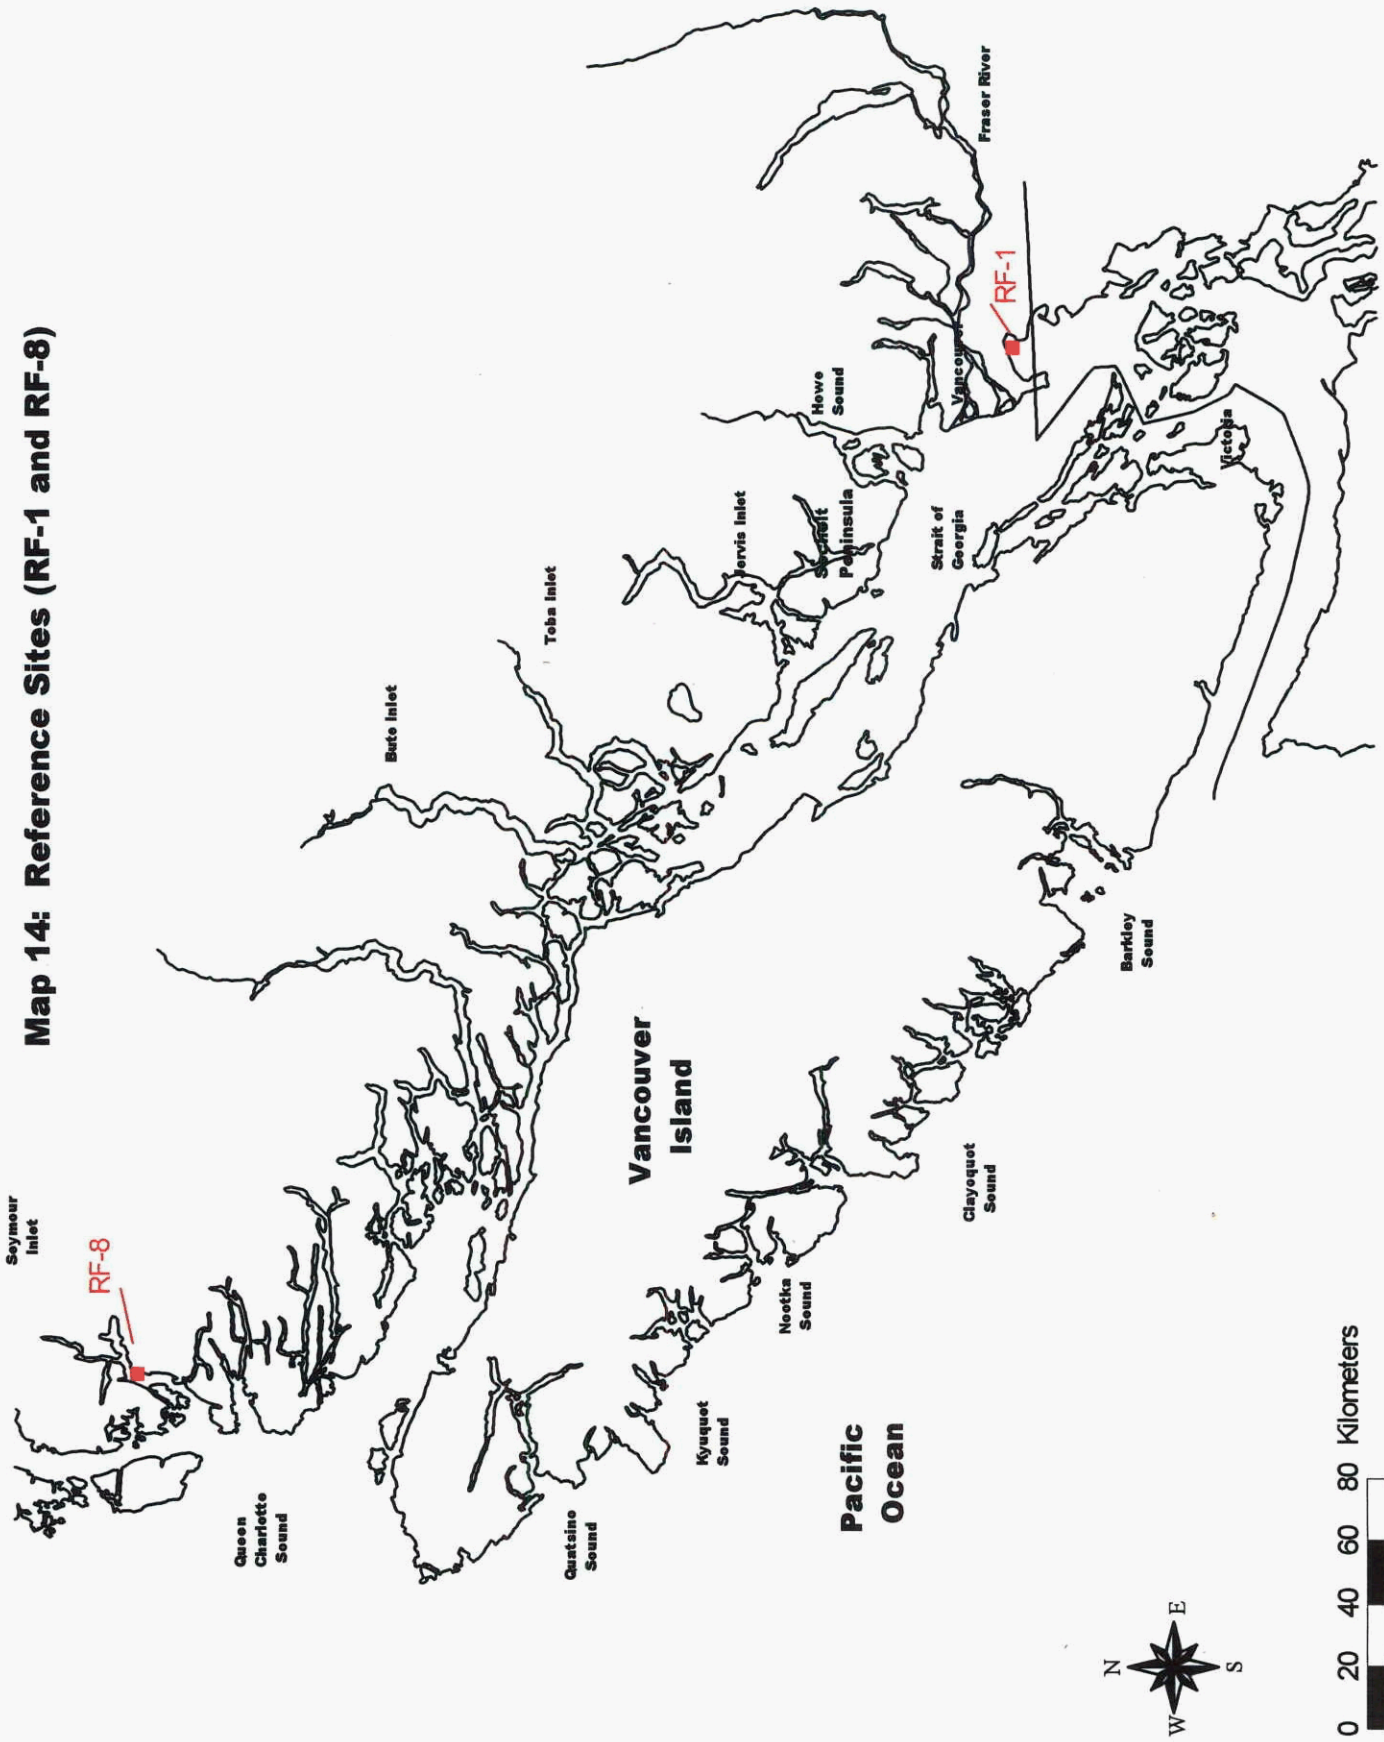 Map 14: Reference Sites (RF-1 and RF-8)
Seymour
Inlet
RF-8
Bute Inlet
Toba Inlet
Jervis Inlet
Sechelt
Peninsula
Howe
Sound
Vancouver
Fraser River
RF-1
Strait of
Georgia
Victoria
Queen
Charlotte
Sound
Quatsino
Sound
Kyuquot
Sound
Nootka
Sound
Clayoquot
Sound
Barkley
Sound
Vancouver
Island
Pacific
Ocean
N
W E
S
0 20 40 60 80 Kilometers